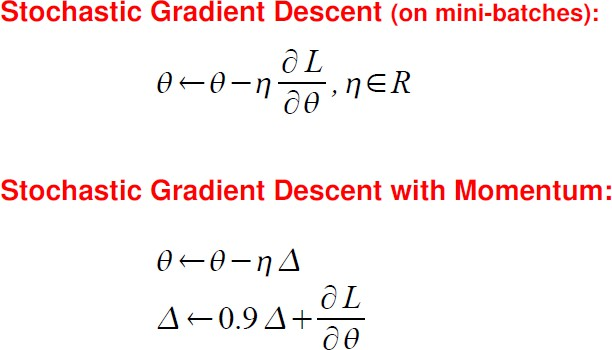 Stochastic Gradient Descent (on mini-batches):
θ ← θ − η ∂L/∂θ , η ∈ R
Stochastic Gradient Descent with Momentum:
θ ← θ − η Δ
Δ ← 0.9 Δ + ∂L/∂θ